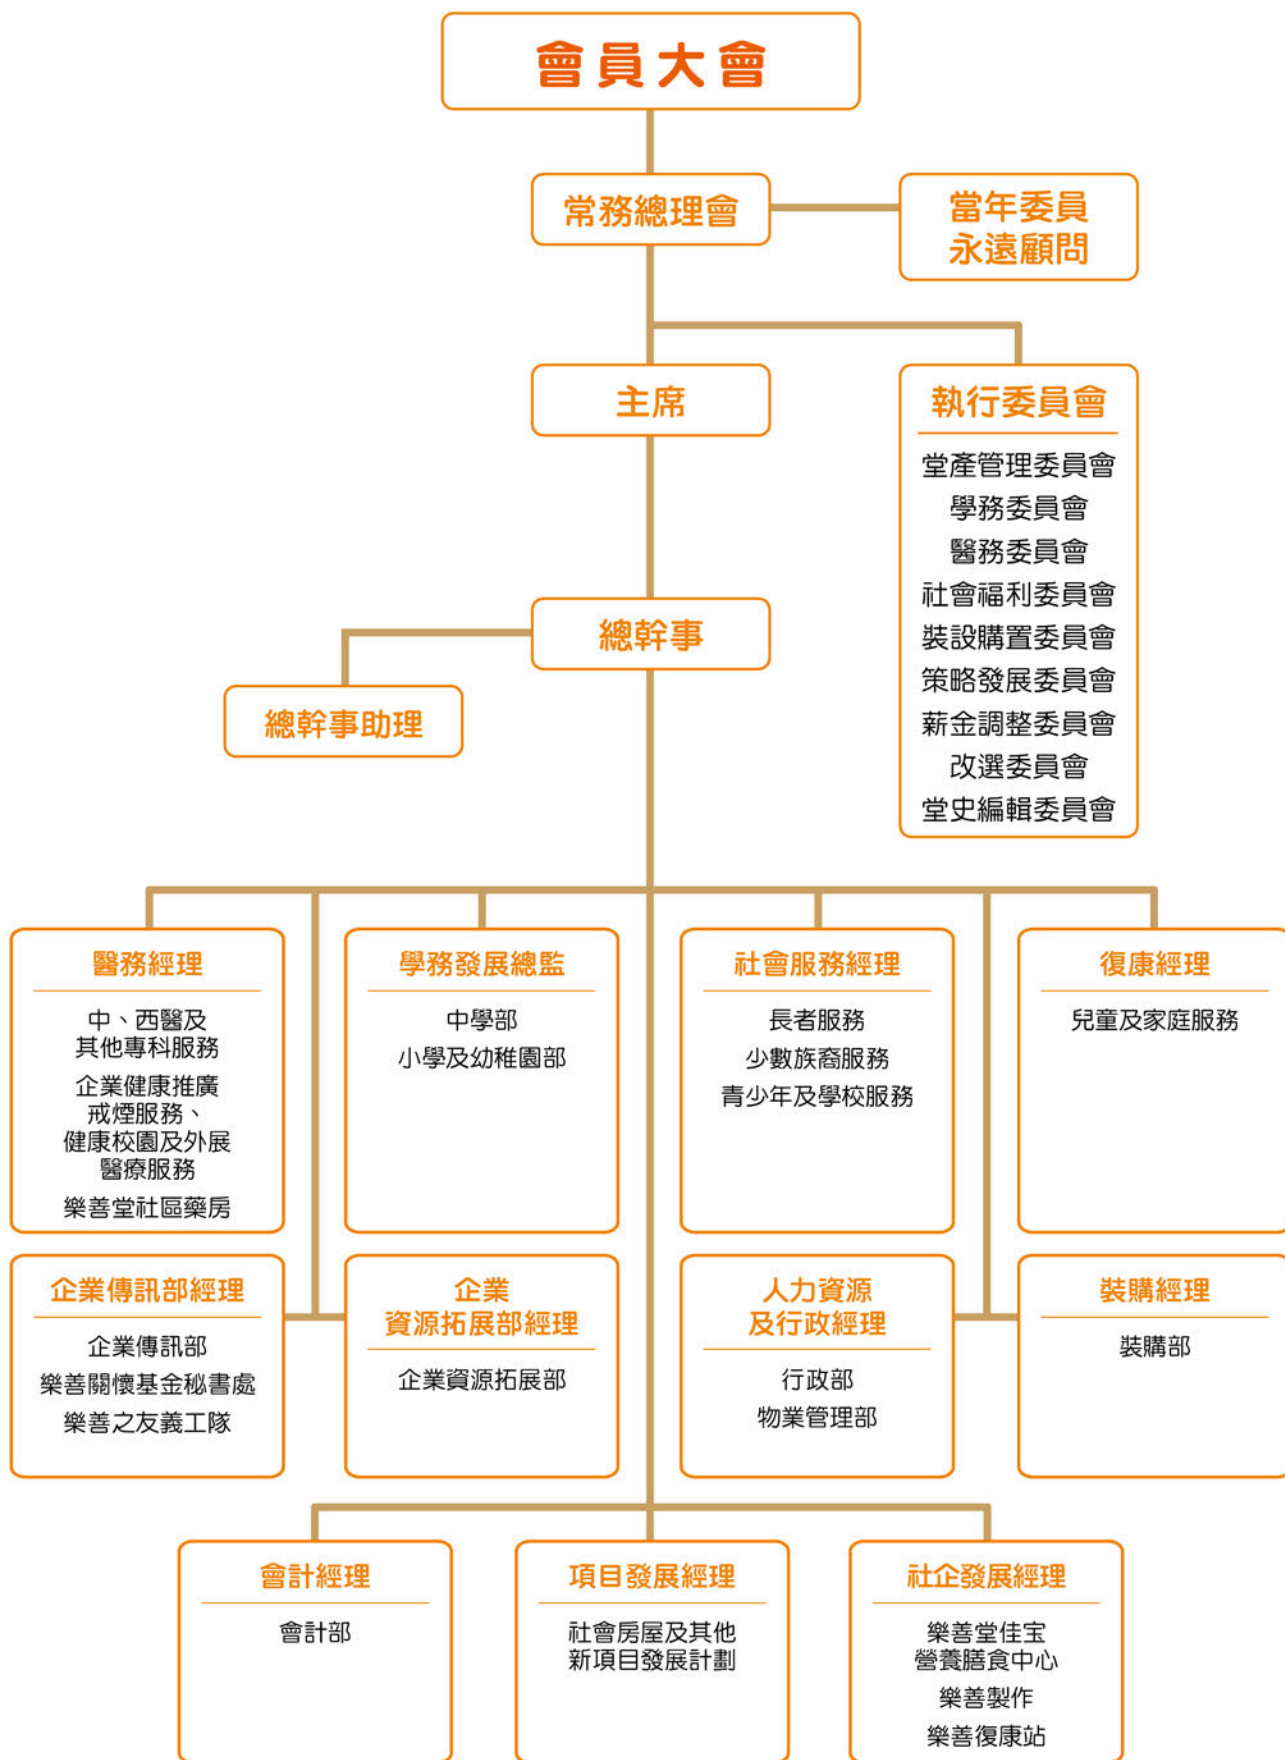 會員大會
常務總理會
當年委員
永遠顧問
主席
執行委員會
堂產管理委員會
學務委員會
醫務委員會
社會福利委員會
裝設購置委員會
策略發展委員會
薪金調整委員會
改選委員會
堂史編輯委員會
總幹事
總幹事助理
醫務經理
中、西醫及
其他專科服務
企業健康推廣
戒煙服務、
健康校園及外展
醫療服務
樂善堂社區藥房
學務發展總監
中學部
小學及幼稚園部
社會服務經理
長者服務
少數族裔服務
青少年及學校服務
復康經理
兒童及家庭服務
企業傳訊部經理
企業傳訊部
樂善關懷基金秘書處
樂善之友義工隊
企業
資源拓展部經理
企業資源拓展部
人力資源
及行政經理
行政部
物業管理部
裝購經理
裝購部
會計經理
會計部
項目發展經理
社會房屋及其他
新項目發展計劃
社企發展經理
樂善堂佳宝
營養膳食中心
樂善製作
樂善復康站